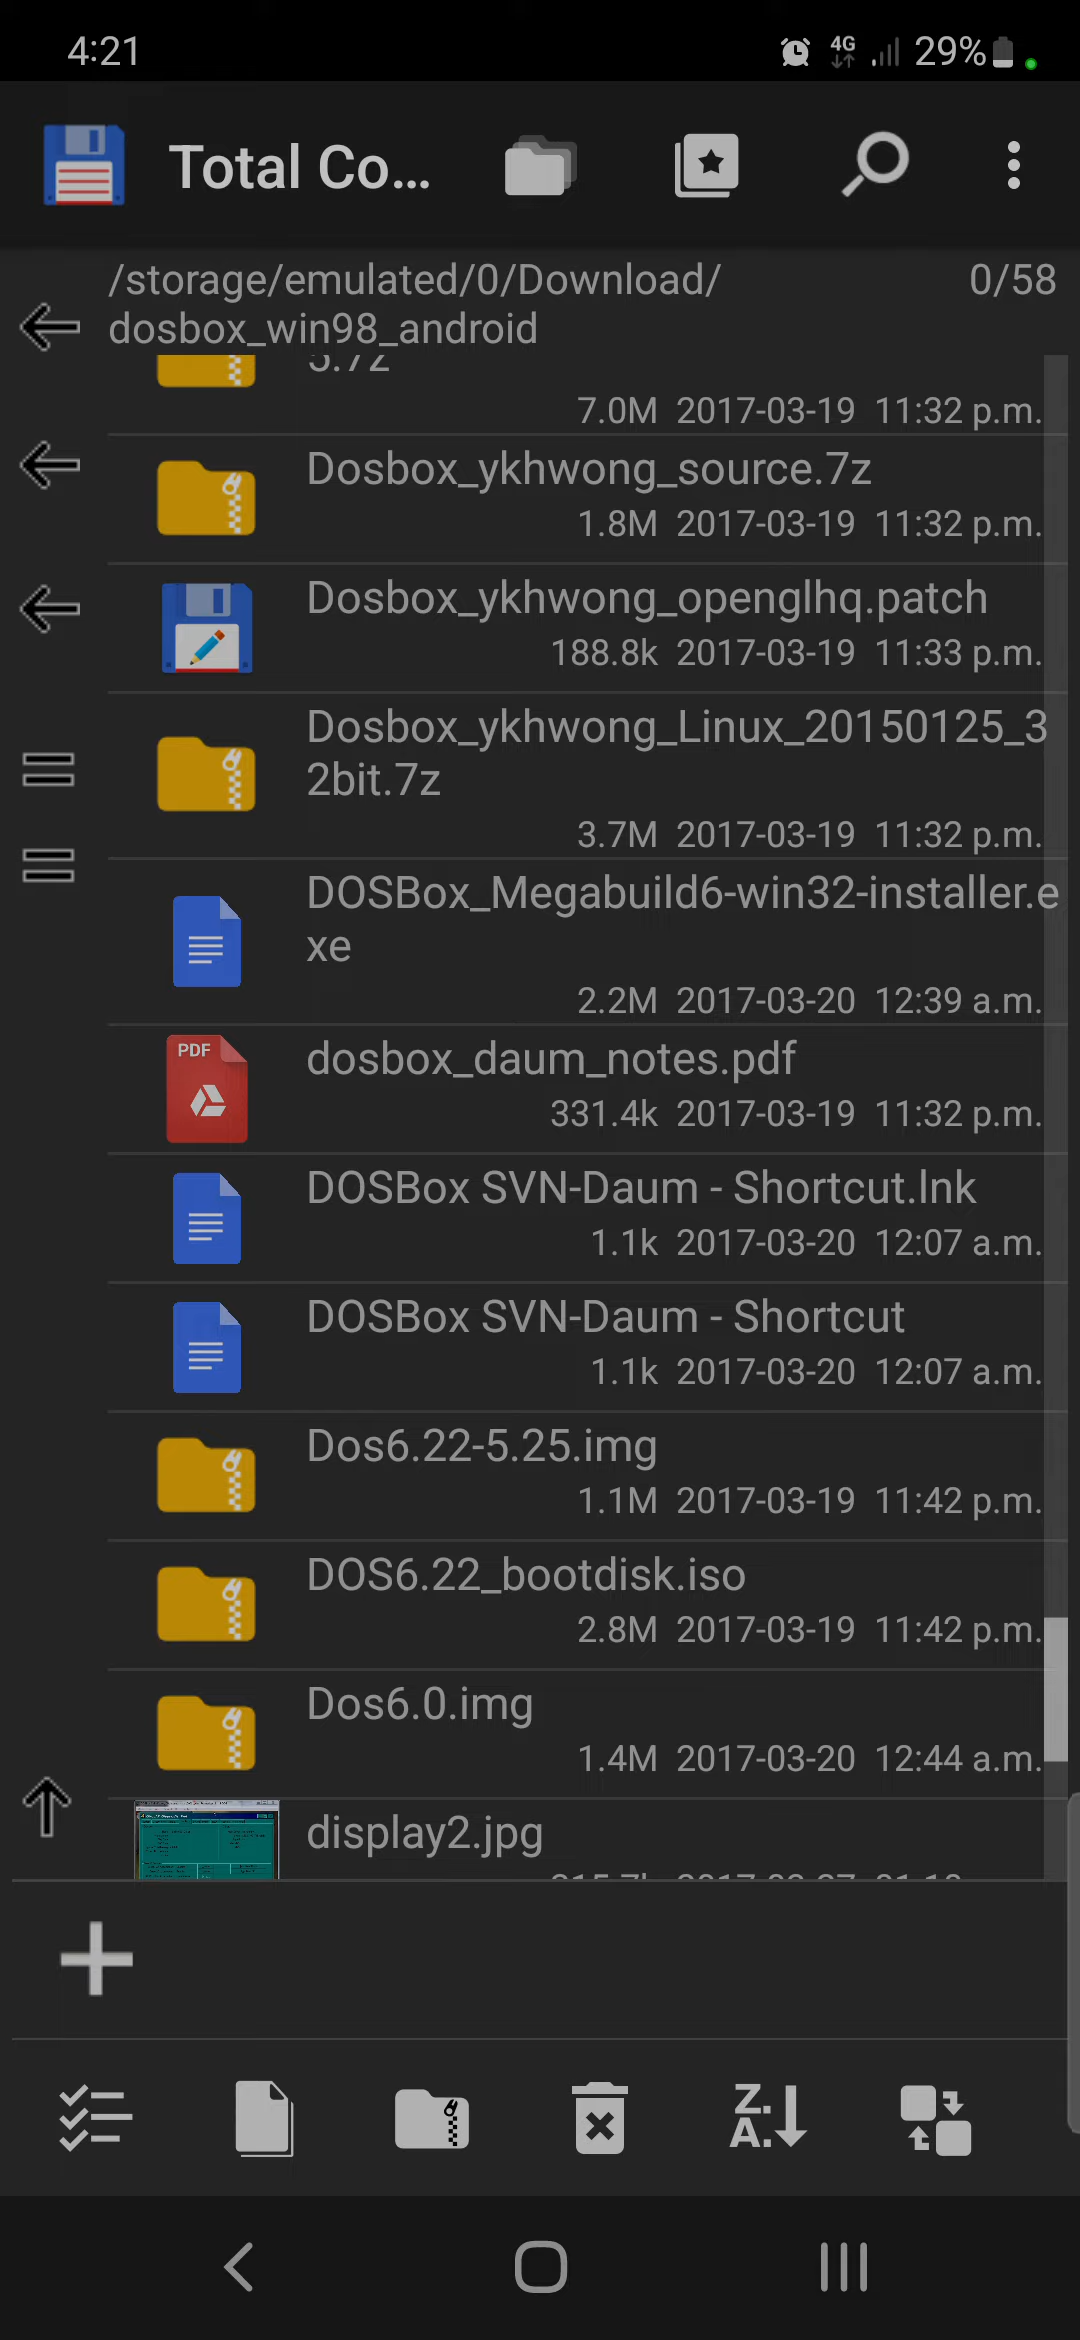 4:21
4G
29%
Total Co...
/storage/emulated/0/Download/
0/58
dosbox_win98_android
5.7z
7.0M 2017-03-19 11:32 p.m.
Dosbox_ykhwong_source.7z
1.8M 2017-03-19 11:32 p.m.
Dosbox_ykhwong_openglhq.patch
188.8k 2017-03-19 11:33 p.m.
Dosbox_ykhwong_Linux_20150125_3
2bit.7z
3.7M 2017-03-19 11:32 p.m.
DOSBox_Megabuild6-win32-installer.e
xe
2.2M 2017-03-20 12:39 a.m.
PDF
dosbox_daum_notes.pdf
331.4k 2017-03-19 11:32 p.m.
DOSBox SVN-Daum - Shortcut.lnk
1.1k 2017-03-20 12:07 a.m.
DOSBox SVN-Daum - Shortcut
1.1k 2017-03-20 12:07 a.m.
Dos6.22-5.25.img
1.1M 2017-03-19 11:42 p.m.
DOS6.22_bootdisk.iso
2.8M 2017-03-19 11:42 p.m.
Dos6.0.img
1.4M 2017-03-20 12:44 a.m.
display2.jpg
Z.
A.